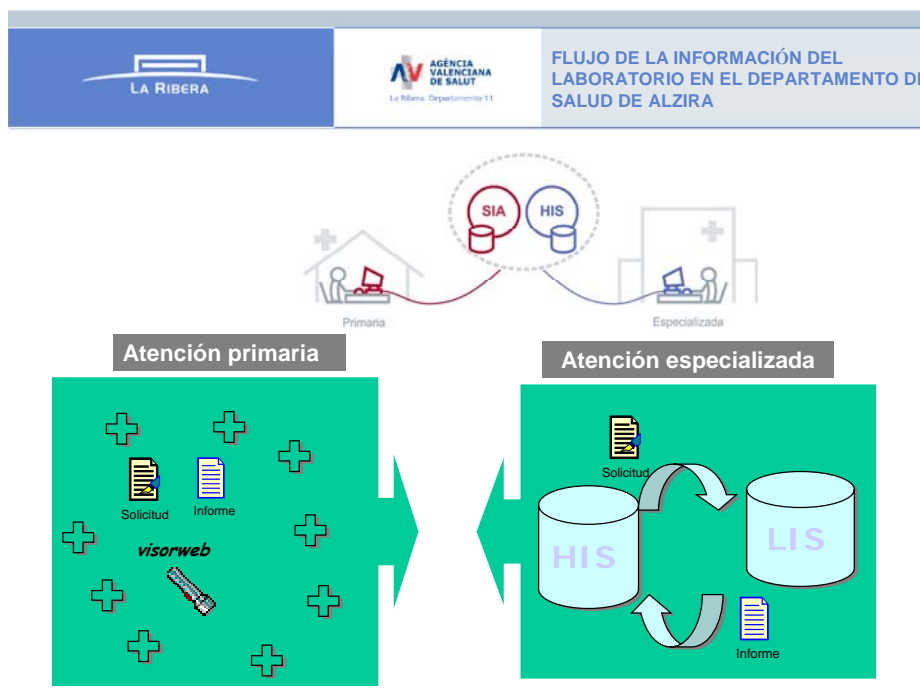 LA RIBERA
AGÈNCIA
VALENCIANA
DE SALUT
La Ribera. Departamento 11
FLUJO DE LA INFORMACIÓN DEL
LABORATORIO EN EL DEPARTAMENTO DE
SALUD DE ALZIRA
SIA
HIS
Primaria
Especializada
Atención primaria
Atención especializada
Solicitud
Informe
visorweb
Solicitud
HIS
LIS
Informe